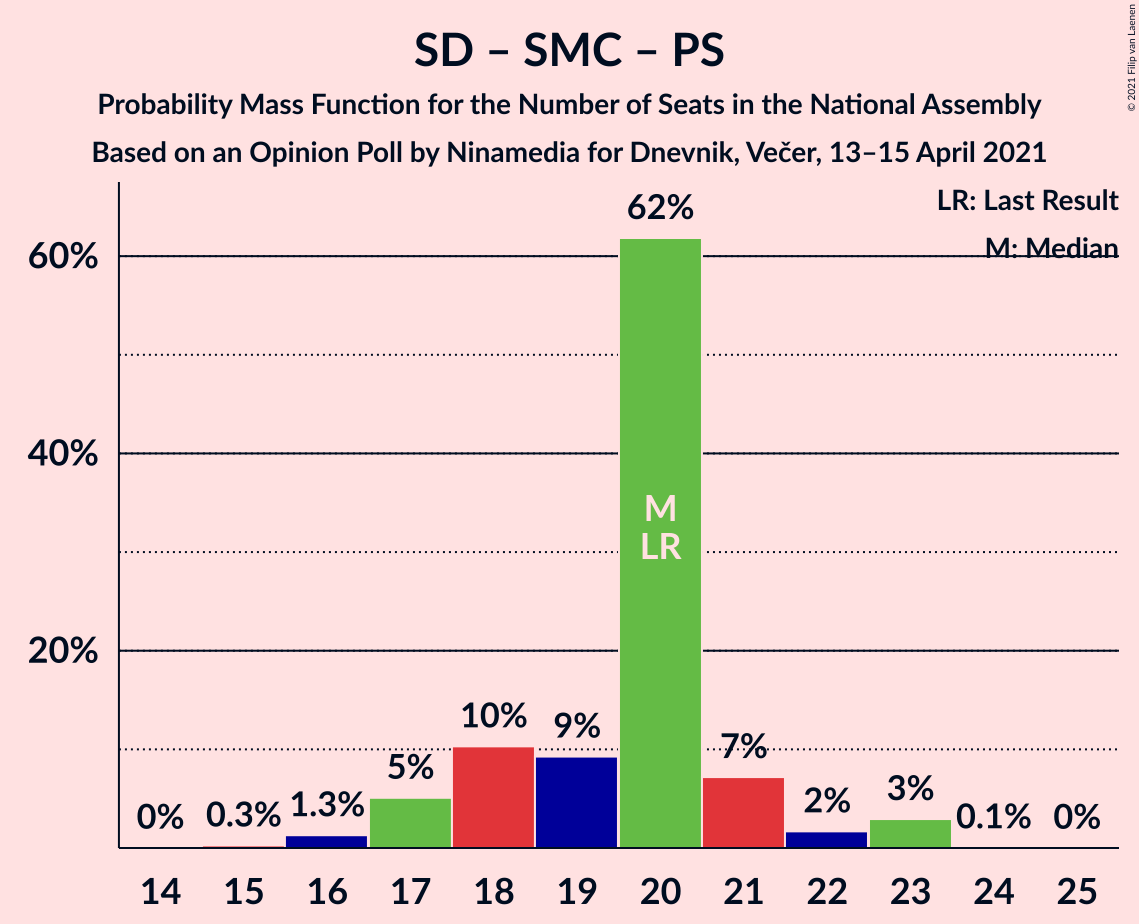 SD – SMC – PS
Probability Mass Function for the Number of Seats in the National Assembly
Based on an Opinion Poll by Ninamedia for Dnevnik, Večer, 13–15 April 2021
© 2021 Filip van Laenen
LR: Last Result
M: Median
60%
40%
20%
0%
0.3%
1.3%
5%
10%
9%
62%
7%
2%
3%
0.1%
0%
M
LR
14 15 16 17 18 19 20 21 22 23 24 25